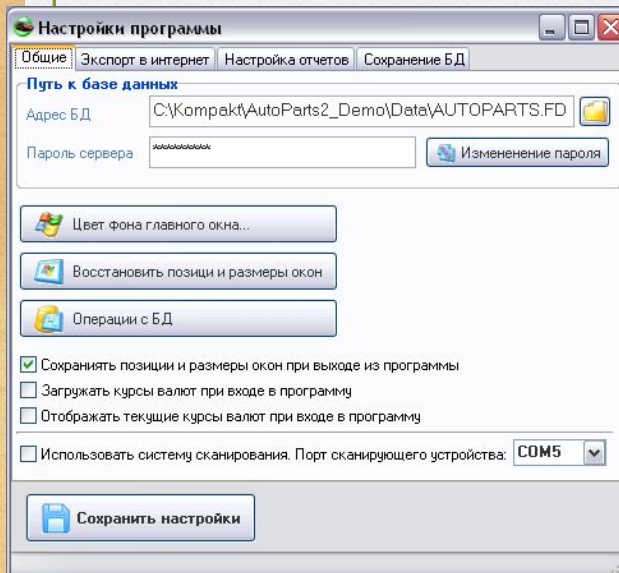 Настройки программы
Общие Экспорт в интернет Настройка отчетов Сохранение БД
Путь к базе данных
Адрес БД C:\Kompakt\AutoParts2_Demo\Data\AUTOPARTS.FD
Пароль сервера ********** Измененение пароля
Цвет фона главного окна...
Восстановить позици и размеры окон
Операции с БД
Сохраниять позиции и размеры окон при выходе из программы
Загружать курсы валют при входе в программу
Отображать текущие курсы валют при входе в программу
Использовать систему сканирования. Порт сканирующего устройства: COM5
Сохранить настройки